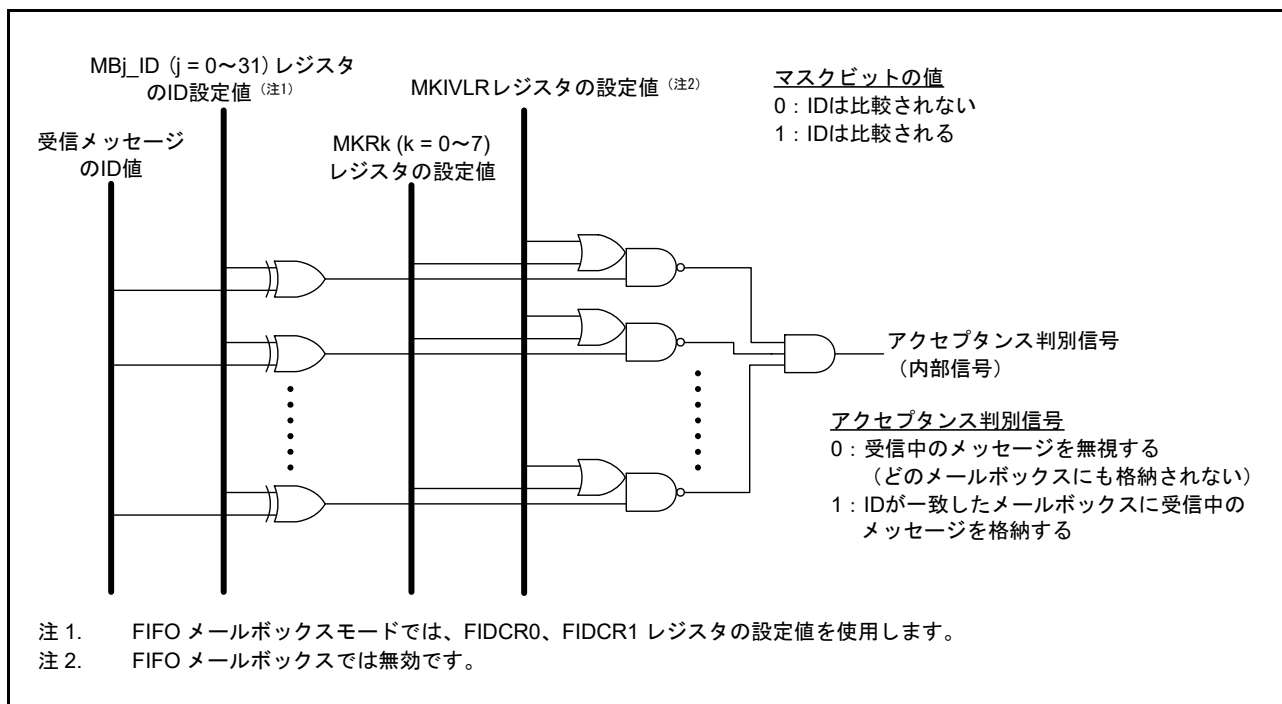 MBj_ID (j = 0～31) レジスタ
のID設定値 (注1)
MKIVLRレジスタの設定値 (注2)
マスクビットの値
0：IDは比較されない
1：IDは比較される
受信メッセージ
のID値
MKRk (k = 0～7)
レジスタの設定値
アクセプタンス判別信号
（内部信号）
アクセプタンス判別信号
0：受信中のメッセージを無視する
（どのメールボックスにも格納されない）
1：IDが一致したメールボックスに受信中の
メッセージを格納する
注 1. FIFO メールボックスモードでは、FIDCR0、FIDCR1 レジスタの設定値を使用します。
注 2. FIFO メールボックスでは無効です。